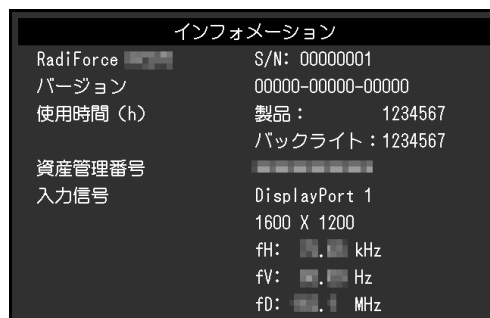 インフォメーション
RadiForce S/N: 00000001
バージョン 00000-00000-00000
使用時間（h） 製品： 1234567
バックライト：1234567
資産管理番号
入力信号 DisplayPort 1
1600 X 1200
fH: . kHz
fV: . Hz
fD: . MHz